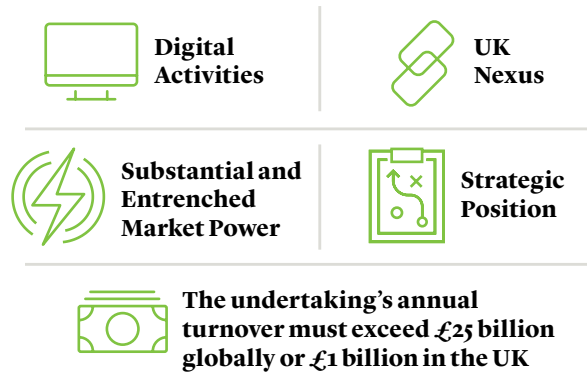 Digital
Activities
UK
Nexus
Substantial and
Entrenched
Market Power
Strategic
Position
The undertaking's annual
turnover must exceed £25 billion
globally or £1 billion in the UK